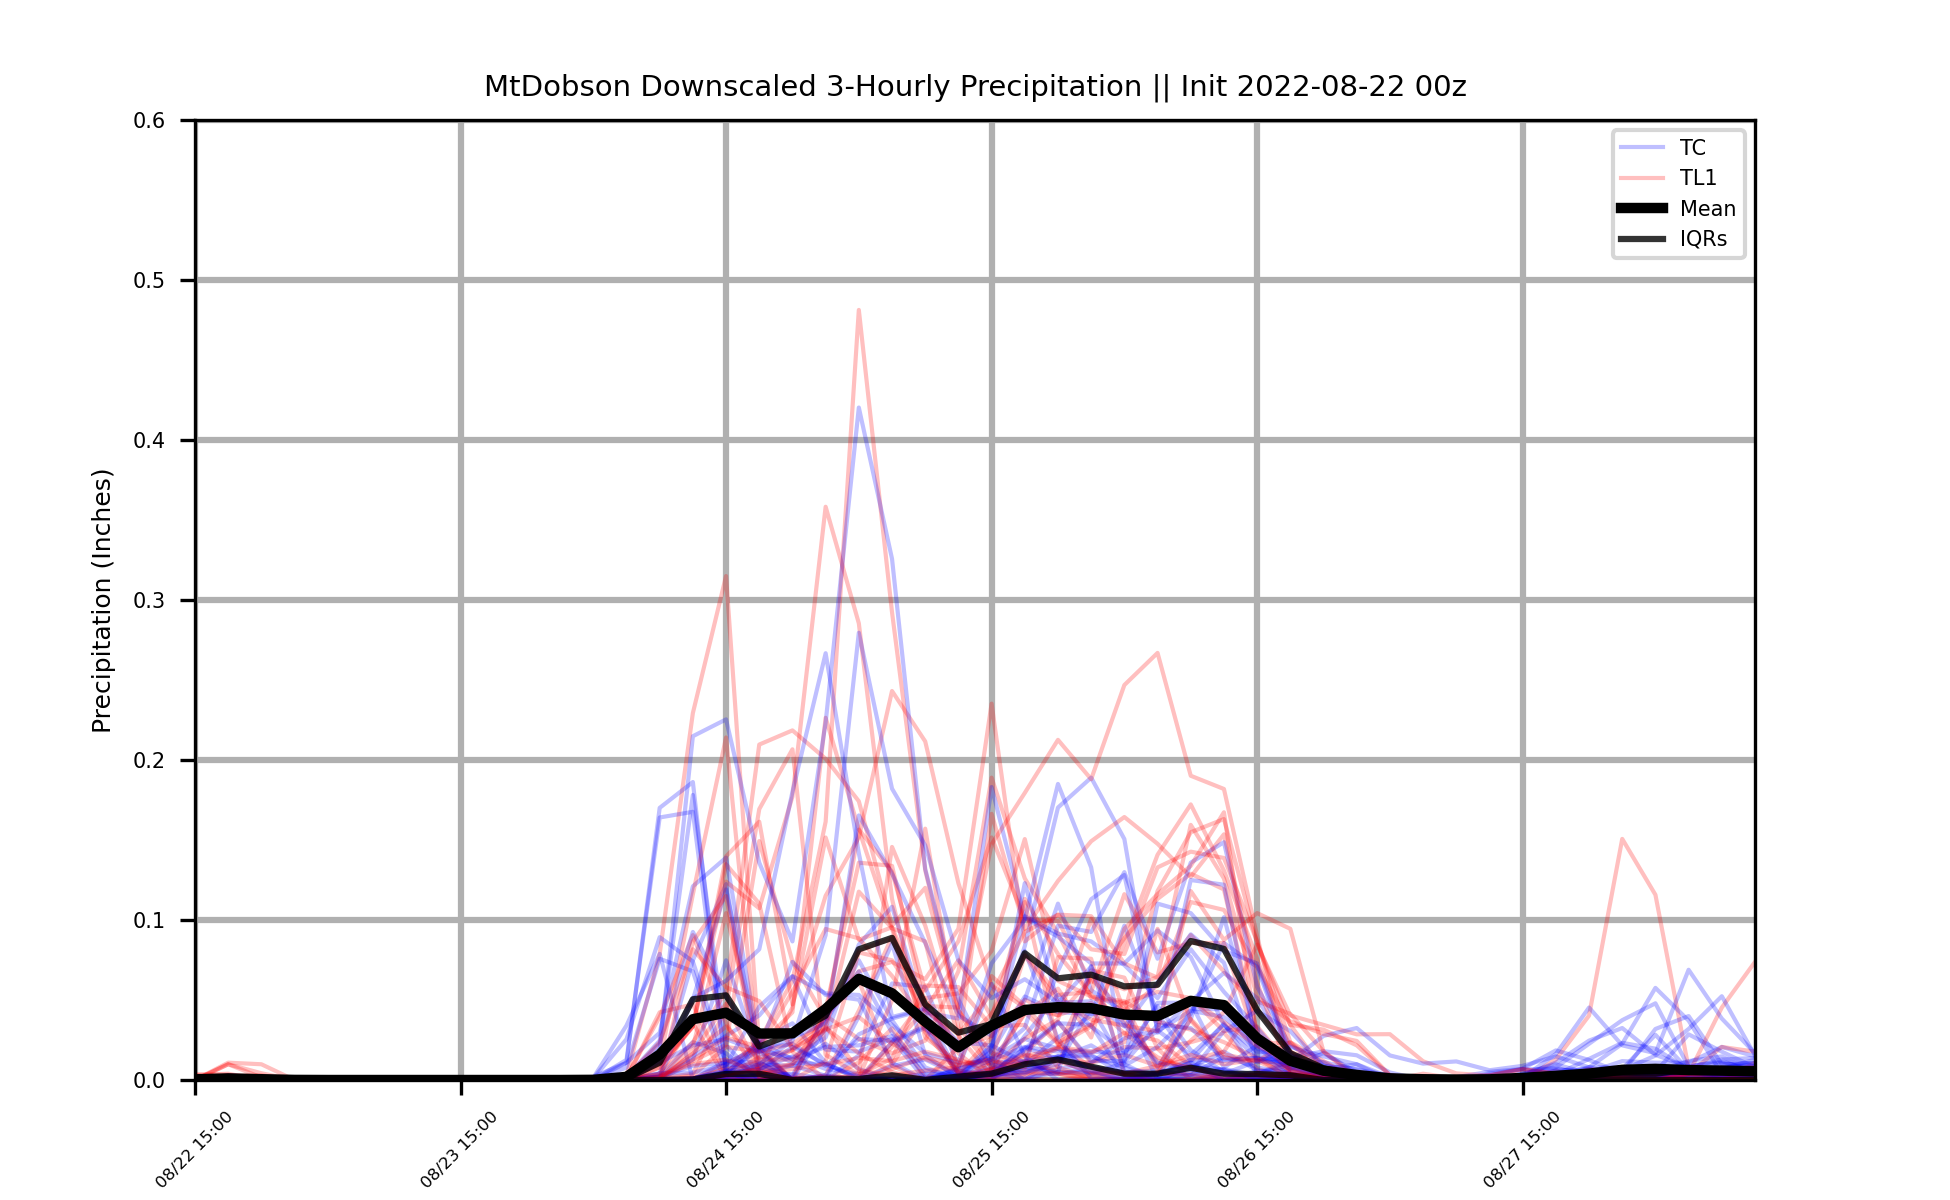 MtDobson Downscaled 3-Hourly Precipitation || Init 2022-08-22 00z
TC
TL1
Mean
IQRs
Precipitation (Inches)
0.6
0.5
0.4
0.3
0.2
0.1
0.0
08/22 15:00
08/23 15:00
08/24 15:00
08/25 15:00
08/26 15:00
08/27 15:00